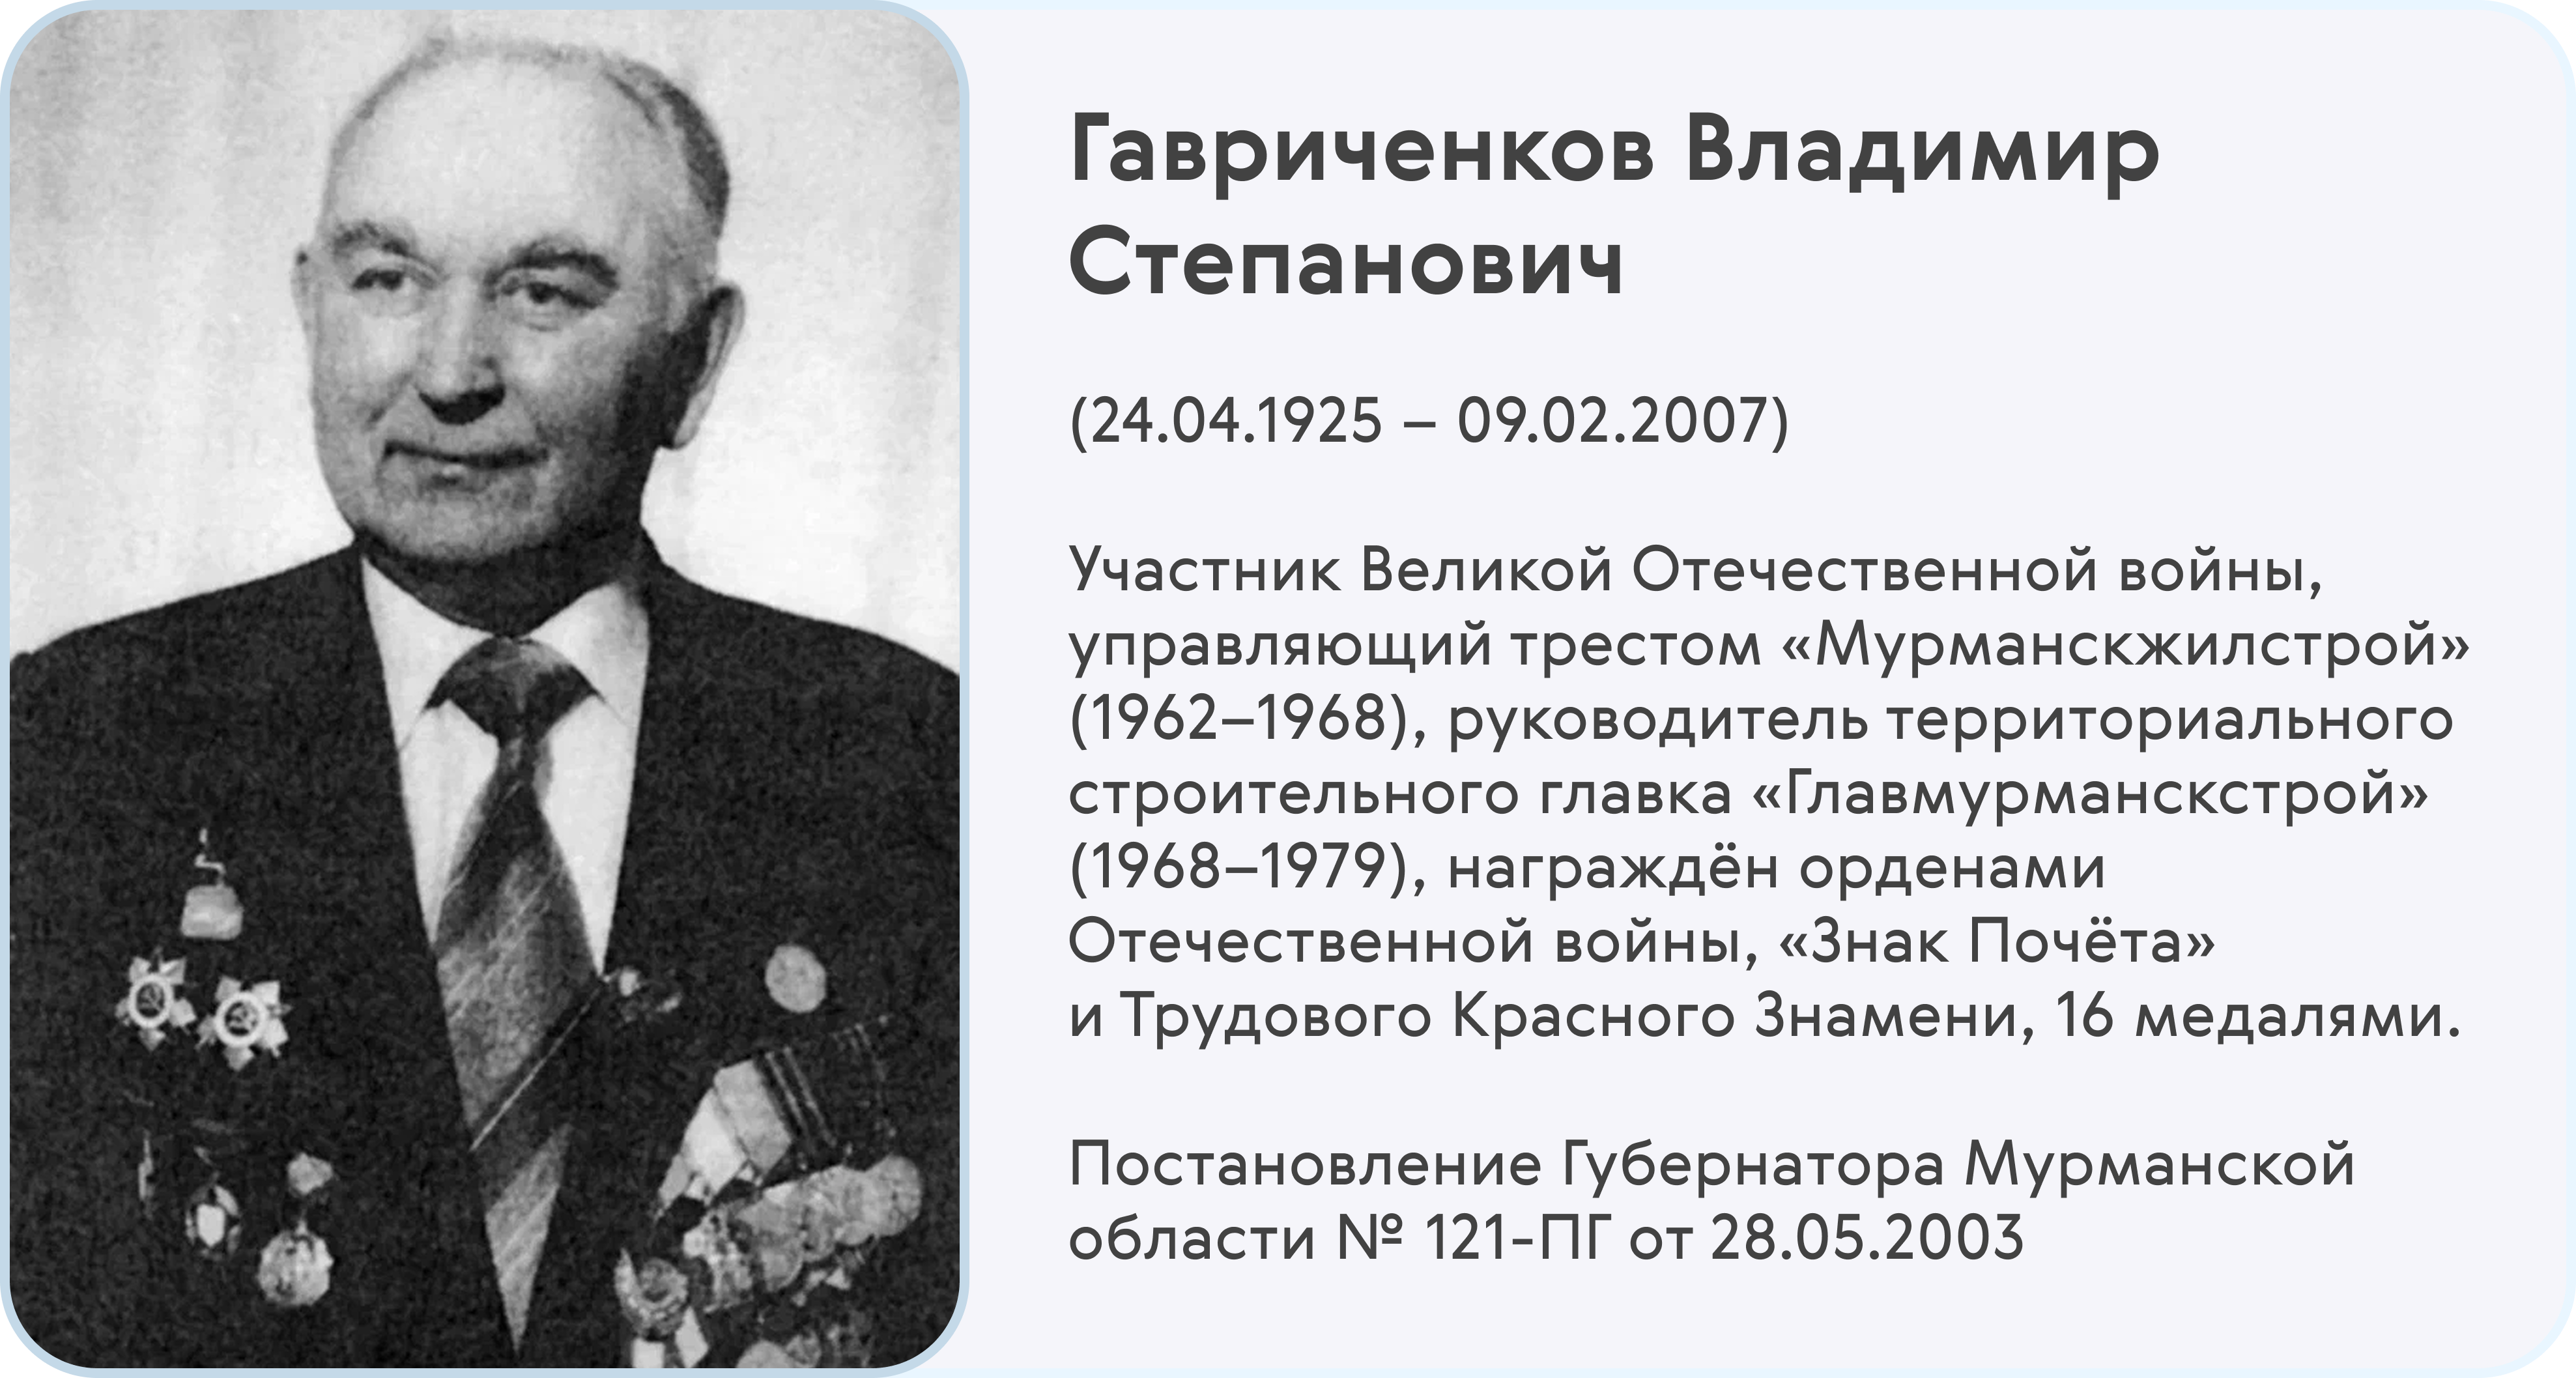 Гавриченков Владимир
Степанович
(24.04.1925 – 09.02.2007)
Участник Великой Отечественной войны,
управляющий трестом «Мурманскжилстрой»
(1962–1968), руководитель территориального
строительного главка «Главмурманскстрой»
(1968–1979), награждён орденами
Отечественной войны, «Знак Почёта»
и Трудового Красного Знамени, 16 медалями.
Постановление Губернатора Мурманской
области № 121-ПГ от 28.05.2003